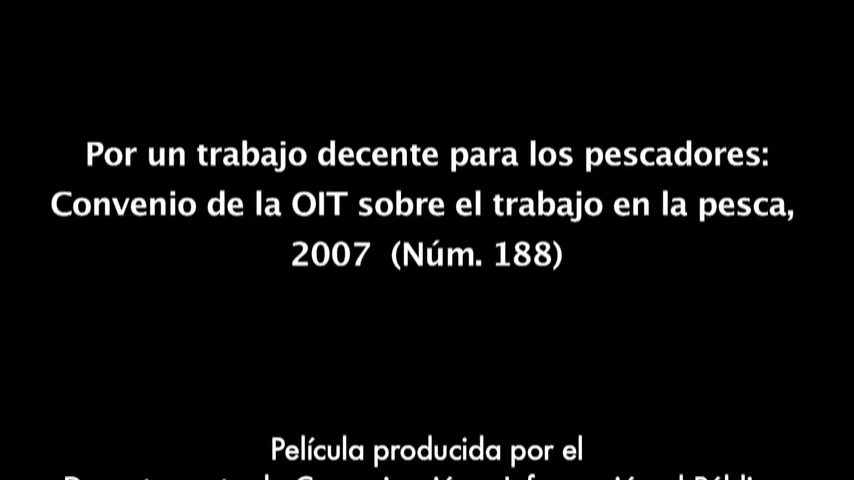 Por un trabajo decente para los pescadores:
Convenio de la OIT sobre el trabajo en la pesca,
2007 (Núm. 188)
Película producida por el